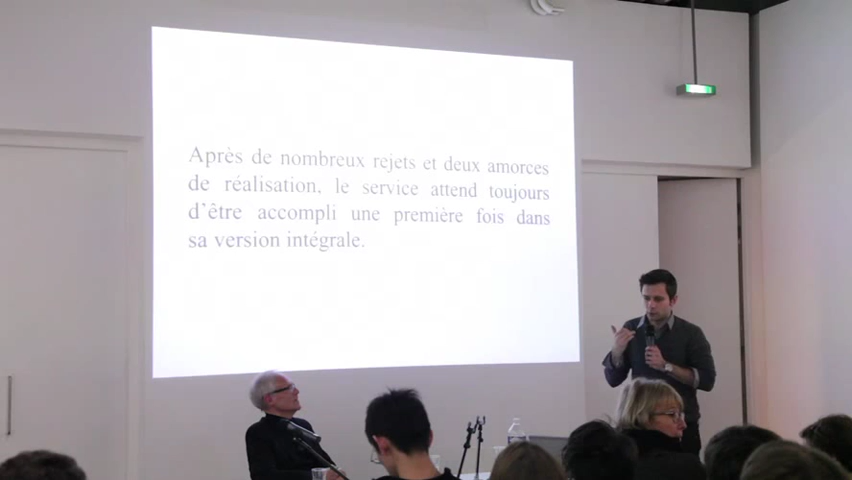 Après de nombreux rejets et deux amorces
de réalisation, le service attend toujours
d'être accompli une première fois dans
sa version intégrale.